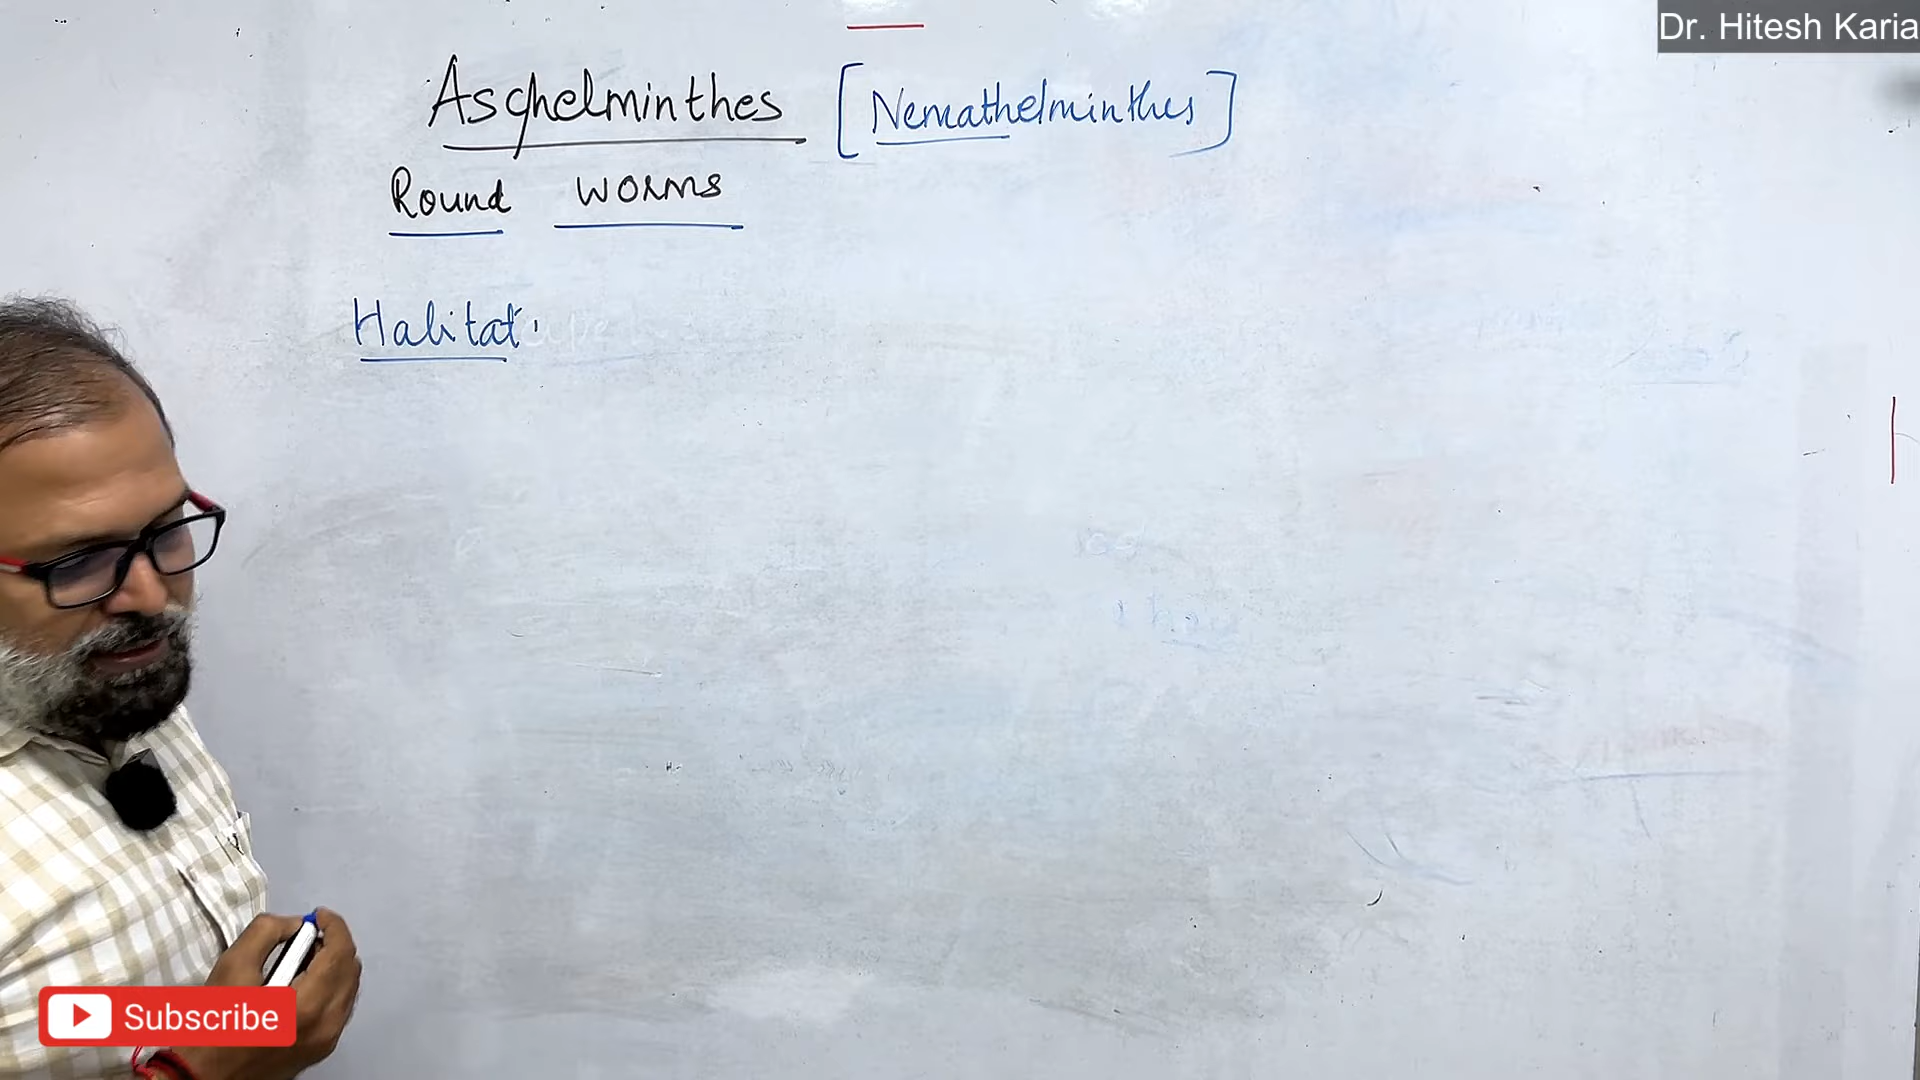 Dr. Hitesh Karia
Aschelminthes [Nemathelminthes]
Round worms
Habitat
Subscribe